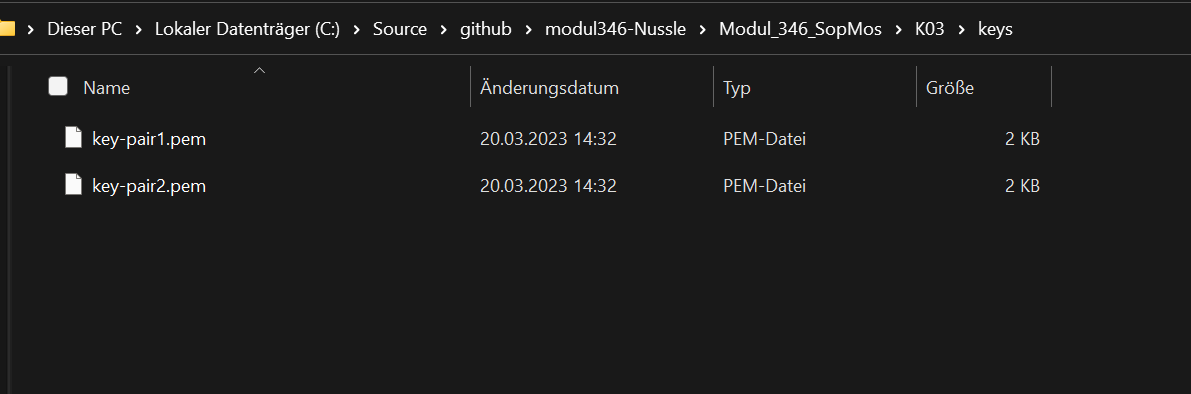 Dieser PC > Lokaler Datenträger (C:) > Source > github > modul346-Nussle > Modul_346_SopMos > K03 > keys
Name Änderungsdatum Typ Größe
key-pair1.pem 20.03.2023 14:32 PEM-Datei 2 KB
key-pair2.pem 20.03.2023 14:32 PEM-Datei 2 KB